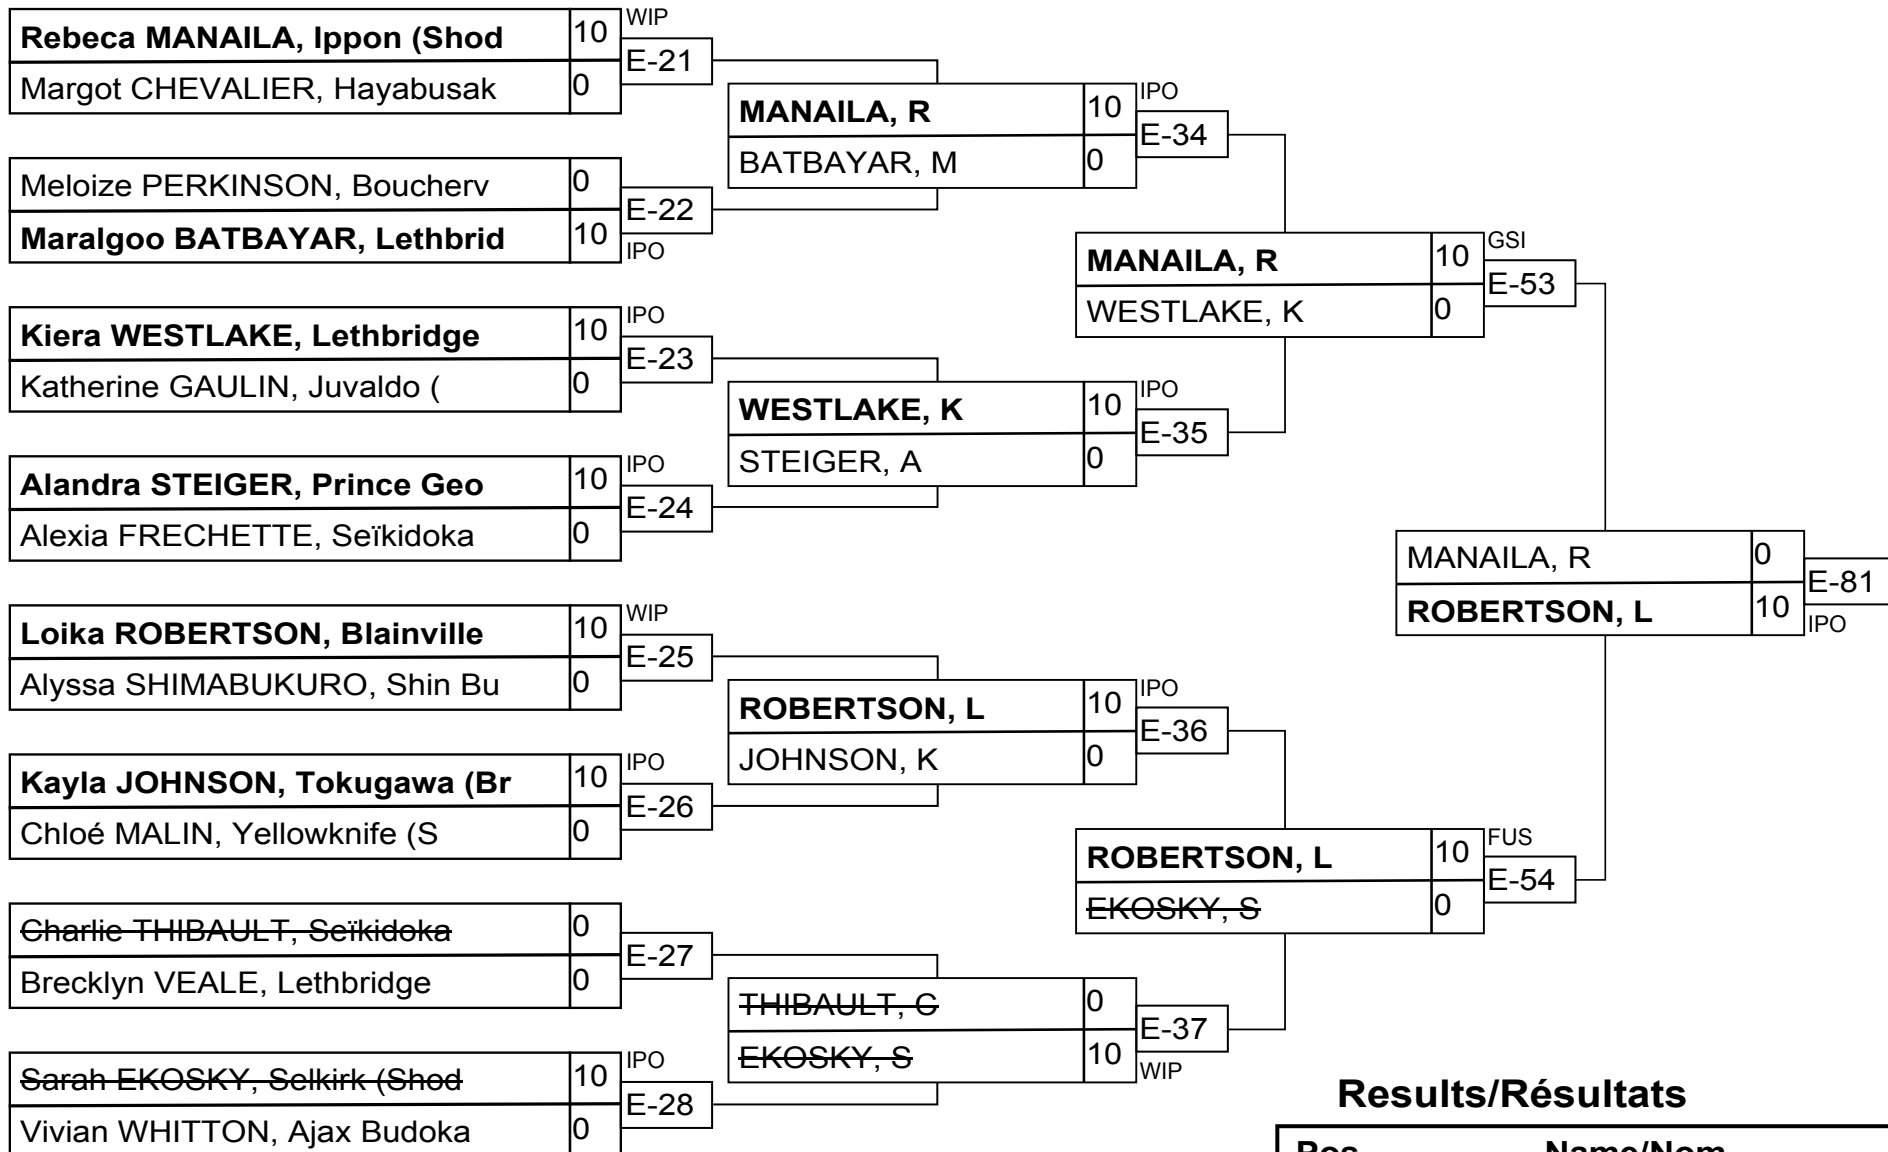 WIP
Rebeca MANAILA, Ippon (Shod 10
E-21
Margot CHEVALIER, Hayabusak 0
Meloize PERKINSON, Boucherv 0
E-22
Maralgoo BATBAYAR, Lethbrid 10
IPO
IPO
Kiera WESTLAKE, Lethbridge 10
E-23
Katherine GAULIN, Juvaldo ( 0
IPO
Alandra STEIGER, Prince Geo 10
E-24
Alexia FRECHETTE, Seïkidoka 0
WIP
Loika ROBERTSON, Blainville 10
E-25
Alyssa SHIMABUKURO, Shin Bu 0
IPO
Kayla JOHNSON, Tokugawa (Br 10
E-26
Chloé MALIN, Yellowknife (S 0
Charlie THIBAULT, Seïkidoka 0
E-27
Brecklyn VEALE, Lethbridge 0
IPO
Sarah EKOSKY, Selkirk (Shod 10
E-28
Vivian WHITTON, Ajax Budoka 0
IPO
MANAILA, R 10
E-34
BATBAYAR, M 0
IPO
WESTLAKE, K 10
E-35
STEIGER, A 0
IPO
ROBERTSON, L 10
E-36
JOHNSON, K 0
THIBAULT, C 0
E-37
EKOSKY, S 10
WIP
GSI
MANAILA, R 10
E-53
WESTLAKE, K 0
FUS
ROBERTSON, L 10
E-54
EKOSKY, S 0
MANAILA, R 0
E-81
ROBERTSON, L 10
IPO
Results/Résultats
Pos Name/Nom